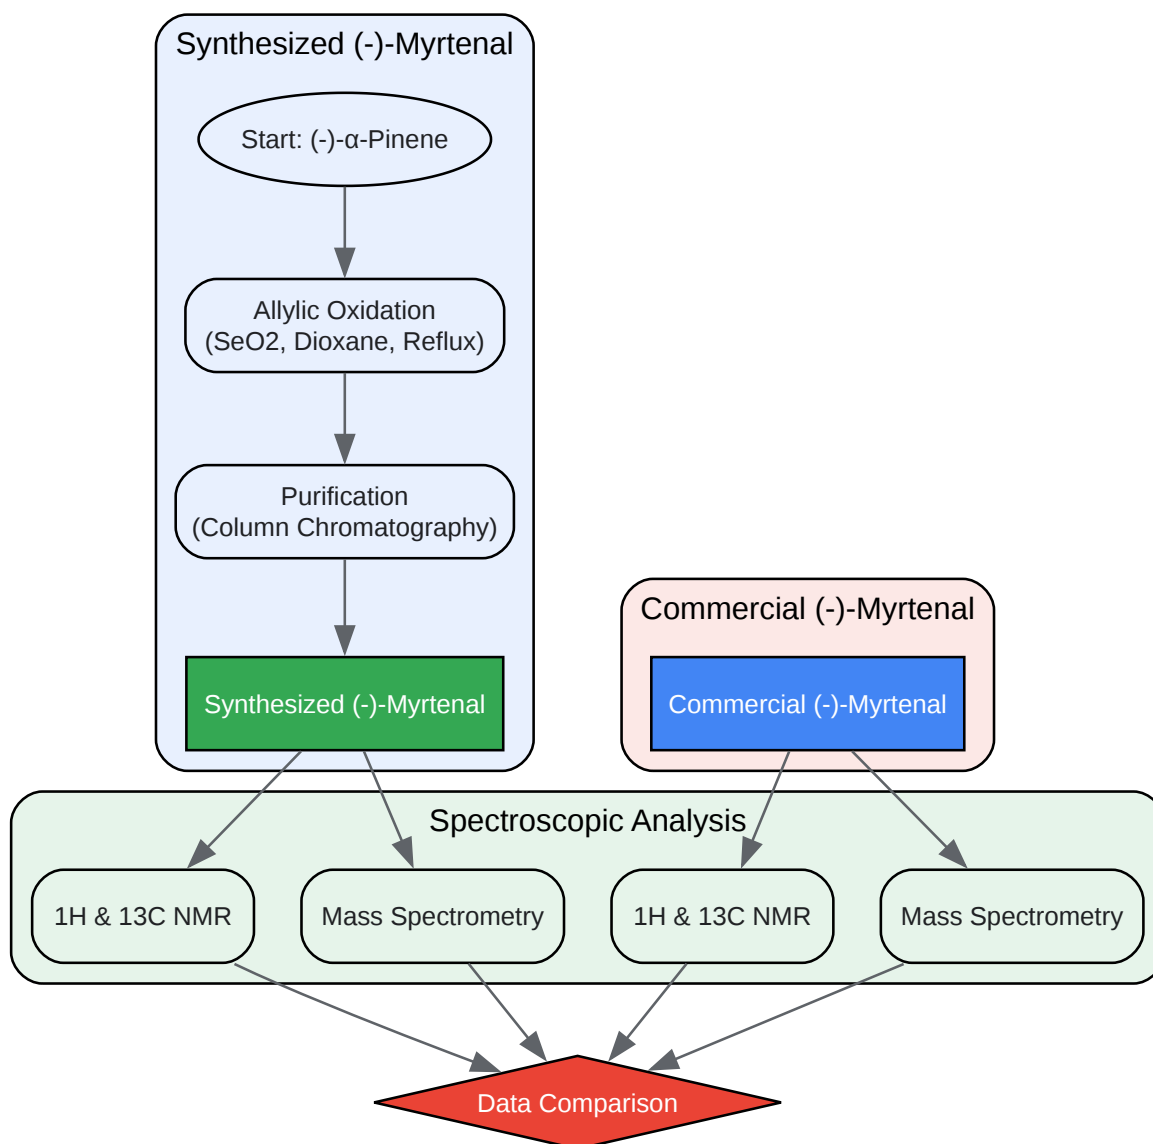 Synthesized (-)-Myrtenal
Start: (-)-α-Pinene
Allylic Oxidation
(SeO2, Dioxane, Reflux)
Purification
(Column Chromatography)
Synthesized (-)-Myrtenal
Commercial (-)-Myrtenal
Commercial (-)-Myrtenal
Spectroscopic Analysis
1H & 13C NMR
Mass Spectrometry
1H & 13C NMR
Mass Spectrometry
Data Comparison